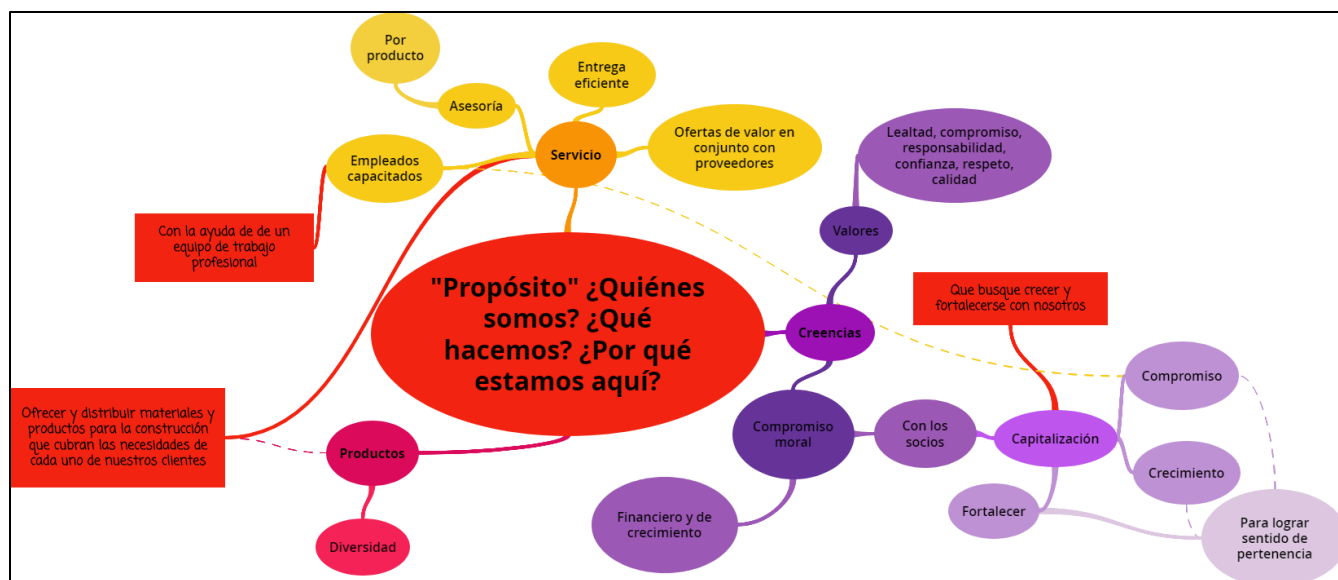 Por
producto
Entrega
eficiente
Asesoría
Ofertas de valor en
conjunto con
proveedores
Servicio
Empleados
capacitados
Lealtad, compromiso,
responsabilidad,
confianza, respeto,
calidad
Con la ayuda de de un
equipo de trabajo
profesional
Valores
"Propósito" ¿Quiénes
somos? ¿Qué
hacemos? ¿Por qué
estamos aquí?
Que busque crecer y
fortalecerse con nosotros
Creencias
Compromiso
Ofrecer y distribuir materiales y
productos para la construcción
que cubran las necesidades de
cada uno de nuestros clientes
Productos
Compromiso
moral
Con los
socios
Capitalización
Crecimiento
Diversidad
Financiero y de
crecimiento
Fortalecer
Para lograr
sentido de
pertenencia